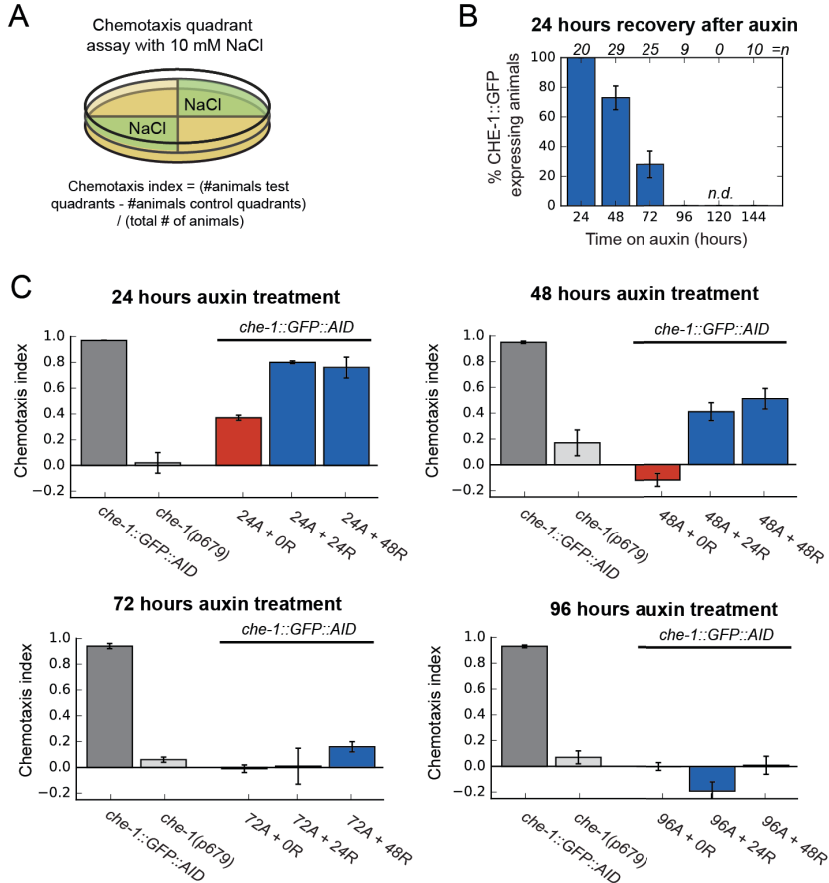 A
Chemotaxis quadrant
assay with 10 mM NaCl
NaCl
NaCl
Chemotaxis index = (#animals test
quadrants - #animals control quadrants)
/ (total # of animals)
B
24 hours recovery after auxin
20 29 25 9 0 10 =n
% CHE-1::GFP
expressing animals
100
80
60
40
20
0
n.d.
24 48 72 96 120 144
Time on auxin (hours)
C
24 hours auxin treatment
che-1::GFP::AID
Chemotaxis index
1.0
0.8
0.6
0.4
0.2
0.0
−0.2
che-1::GFP::AID
che-1(p679)
24A + 0R
24A + 24R
24A + 48R
48 hours auxin treatment
che-1::GFP::AID
Chemotaxis index
1.0
0.8
0.6
0.4
0.2
0.0
−0.2
che-1::GFP::AID
che-1(p679)
48A + 0R
48A + 24R
48A + 48R
72 hours auxin treatment
che-1::GFP::AID
Chemotaxis index
1.0
0.8
0.6
0.4
0.2
0.0
−0.2
che-1::GFP::AID
che-1(p679)
72A + 0R
72A + 24R
72A + 48R
96 hours auxin treatment
che-1::GFP::AID
Chemotaxis index
1.0
0.8
0.6
0.4
0.2
0.0
−0.2
che-1::GFP::AID
che-1(p679)
96A + 0R
96A + 24R
96A + 48R